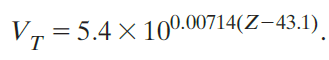 V_T = 5.4 × 10^{0.00714(Z−43.1)}.